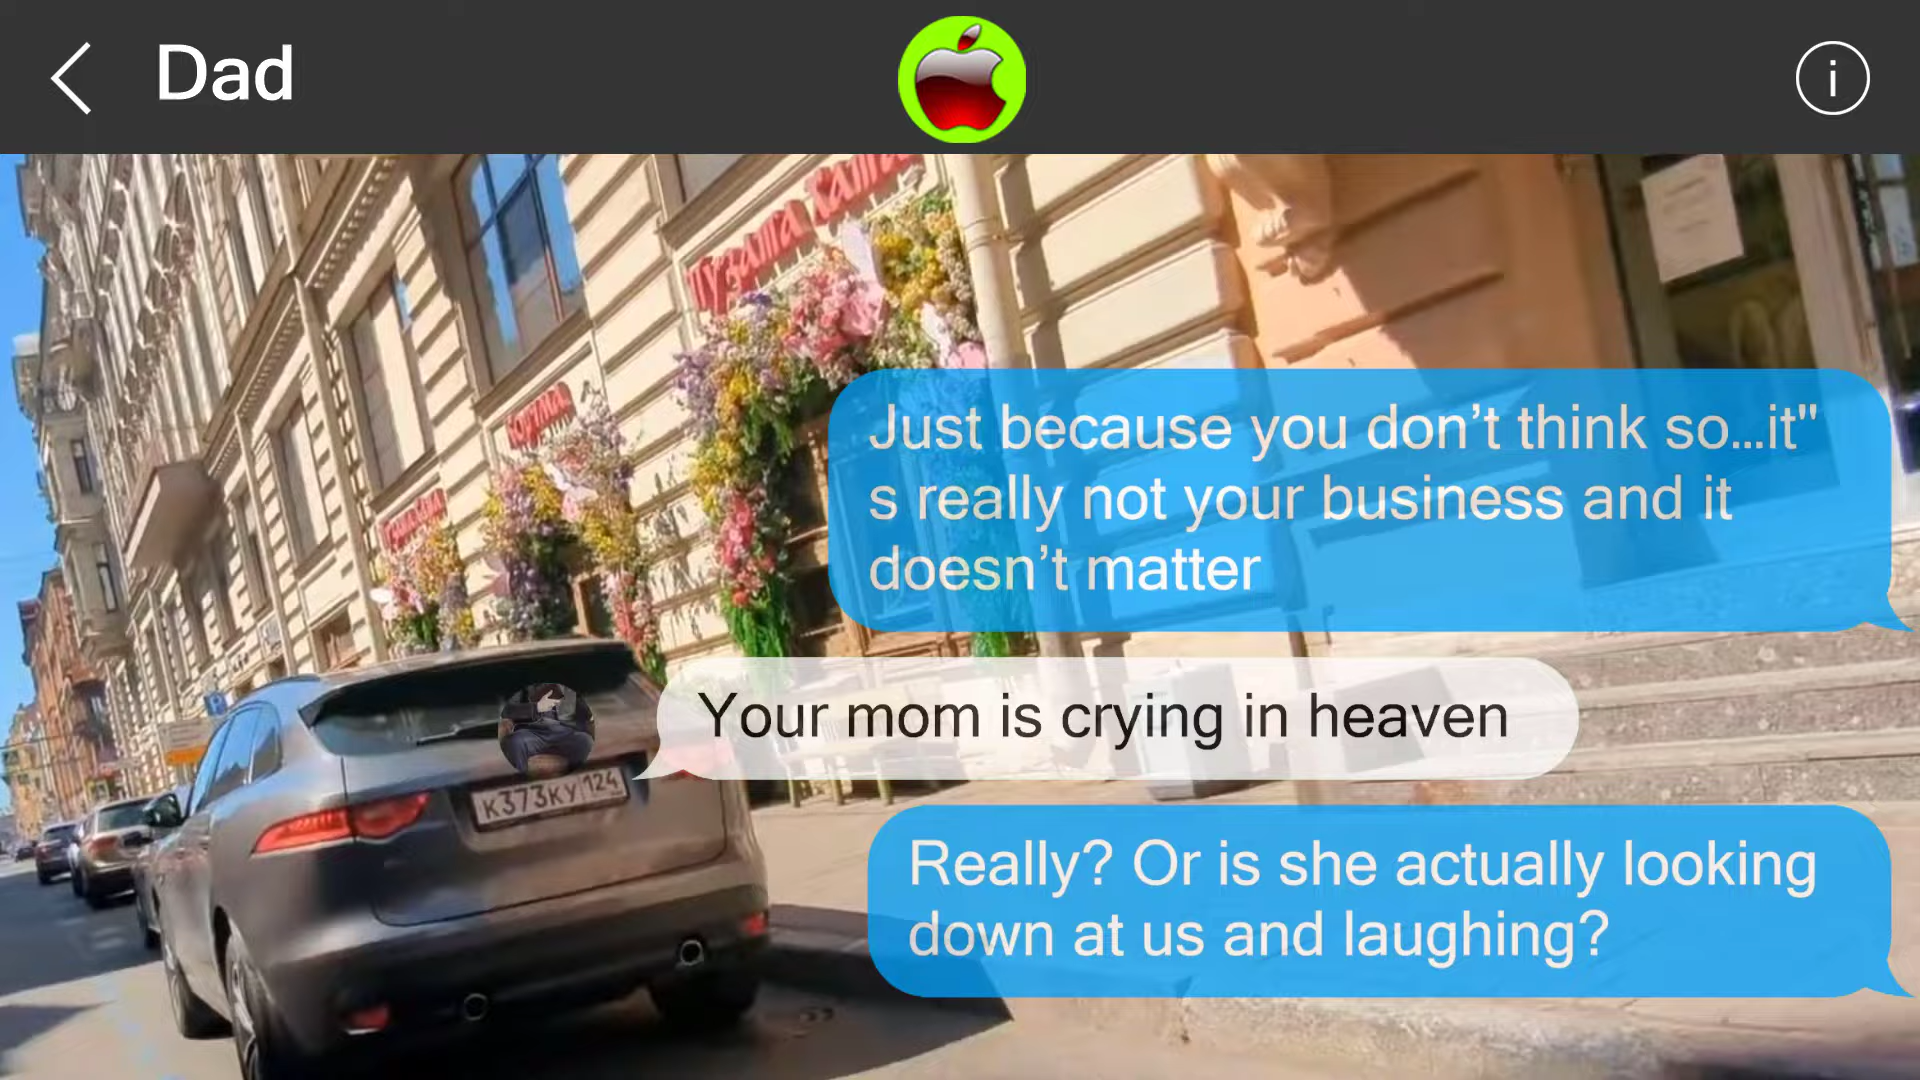 Dad
i
Just because you don’t think so...it"
s really not your business and it
doesn’t matter
Your mom is crying in heaven
K373KY 124
Really? Or is she actually looking
down at us and laughing?